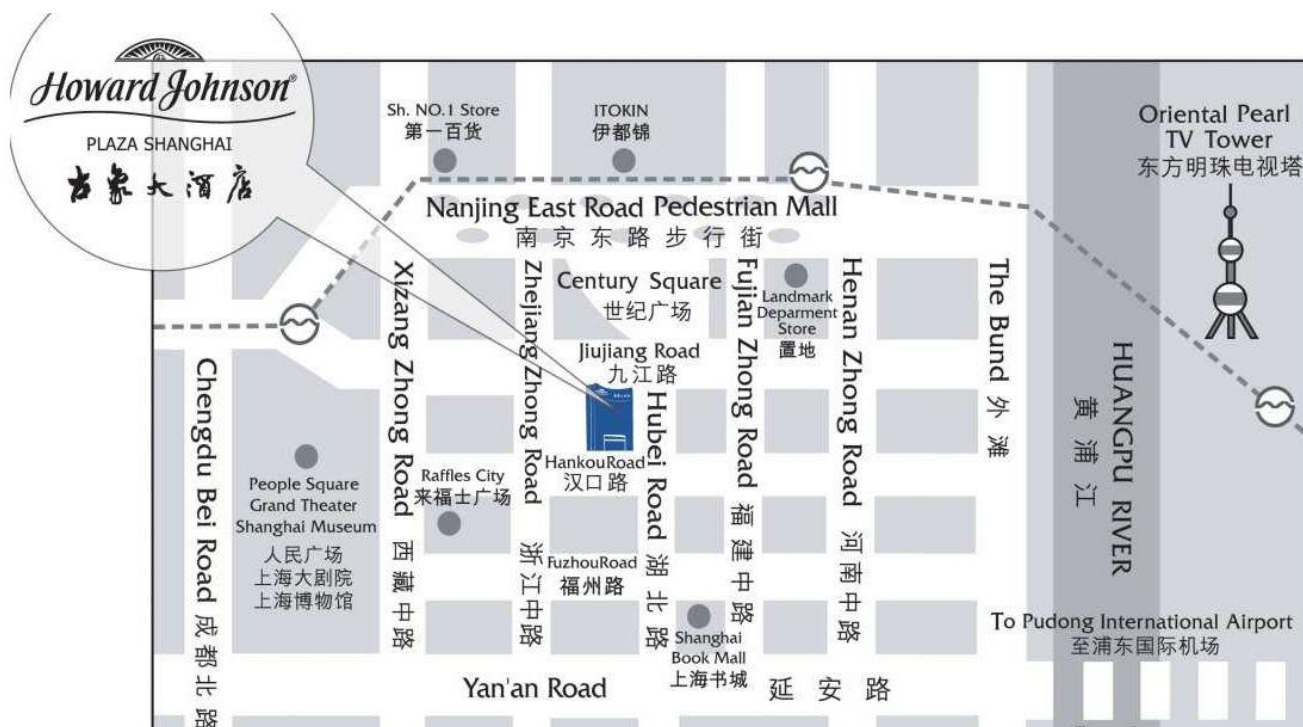 Howard Johnson®
PLAZA SHANGHAI
古象大酒店
Sh. NO.1 Store
第一百货
ITOKIN
伊都锦
Oriental Pearl
TV Tower
东方明珠电视塔
Nanjing East Road Pedestrian Mall
南京东路步行街
Century Square
世纪广场
Landmark
Deparment
Store
置地
Jiujiang Road
九江路
Chengdu Bei Road 成都北路
Xizang Zhong Road 西藏中路
Zhejiang Zhong Road 浙江中路
Hubei Road 湖北路
Fujian Zhong Road 福建中路
Henan Zhong Road 河南中路
The Bund 外滩
HUANGPU RIVER
黄浦江
HankouRoad
汉口路
Raffles City
来福士广场
People Square
Grand Theater
Shanghai Museum
人民广场
上海大剧院
上海博物馆
FuzhouRoad
福州路
Shanghai
Book Mall
上海书城
To Pudong International Airport
至浦东国际机场
Yan'an Road 延安路